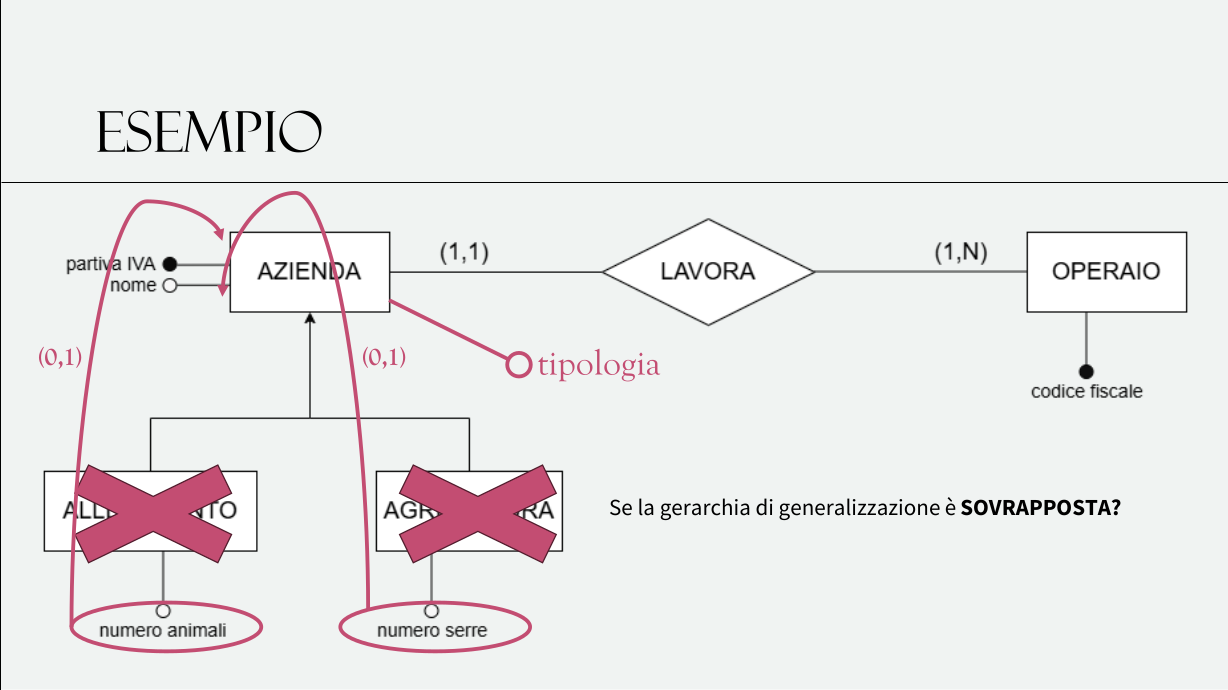 ESEMPIO
partiva IVA
nome
AZIENDA
(1,1)
LAVORA
(1,N)
OPERAIO
(0,1)
(0,1)
tipologia
codice fiscale
Se la gerarchia di generalizzazione è SOVRAPPOSTA?
numero animali
numero serre